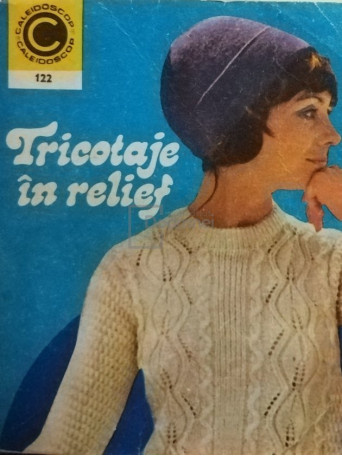 CALEIDOSCOP
CALEIDOSCOP
C
122
Tricotaje
în relief